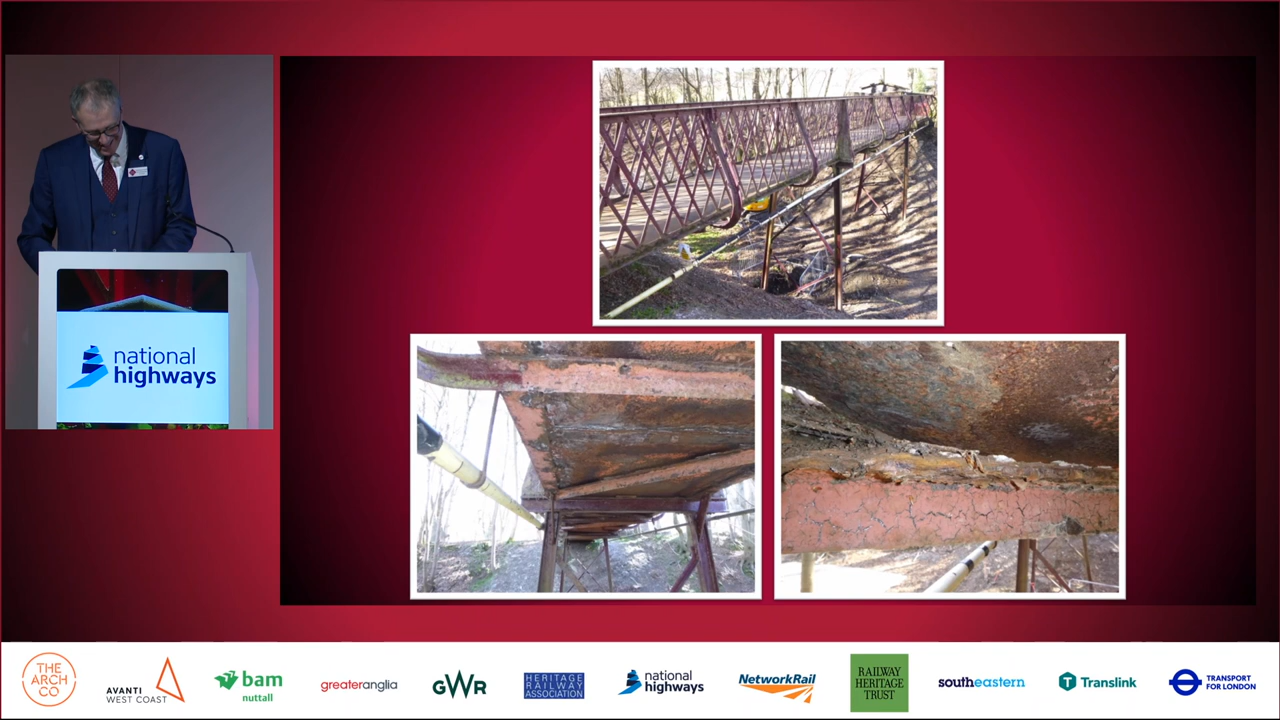 national
highways
THE
ARCH
CO
AVANTI
WEST COAST
bam
nuttall
greateranglia
GWR
HERITAGE
RAILWAY
ASSOCIATION
national
highways
NetworkRail
RAILWAY
HERITAGE
TRUST
southeastern
Translink
TRANSPORT
FOR LONDON